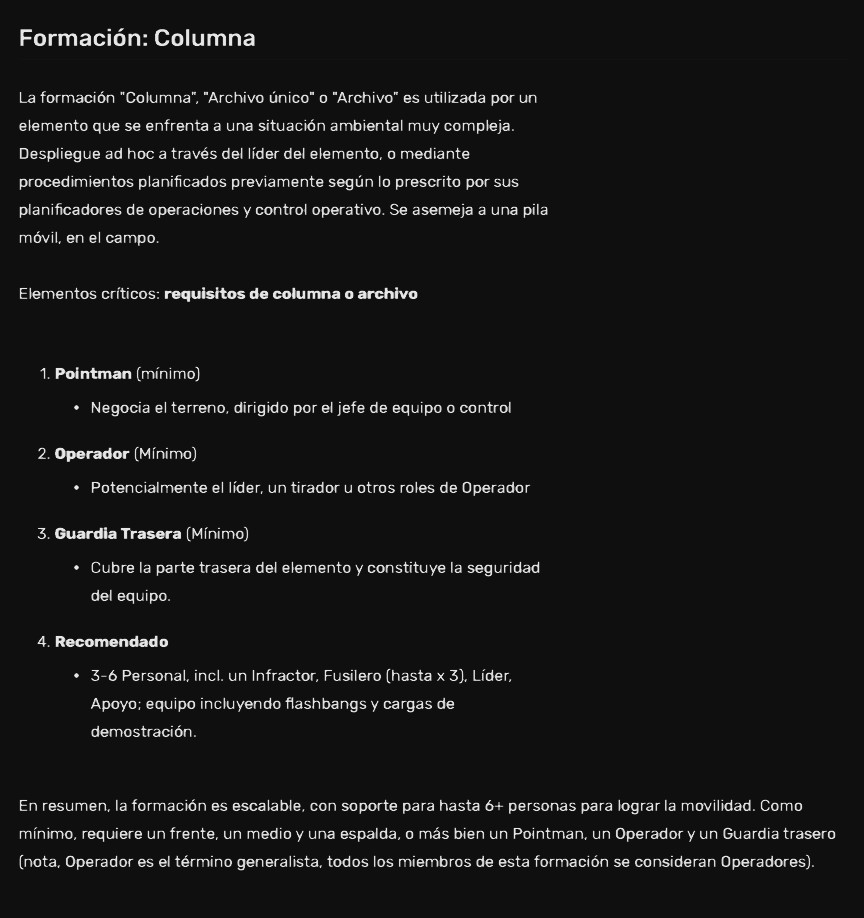 Formación: Columna
La formación "Columna", "Archivo único" o "Archivo" es utilizada por un
elemento que se enfrenta a una situación ambiental muy compleja.
Despliegue ad hoc a través del líder del elemento, o mediante
procedimientos planificados previamente según lo prescrito por sus
planificadores de operaciones y control operativo. Se asemeja a una pila
móvil, en el campo.
Elementos críticos: requisitos de columna o archivo
1. Pointman (mínimo)
• Negocia el terreno, dirigido por el jefe de equipo o control
2. Operador (Mínimo)
• Potencialmente el líder, un tirador u otros roles de Operador
3. Guardia Trasera (Mínimo)
• Cubre la parte trasera del elemento y constituye la seguridad
del equipo.
4. Recomendado
• 3-6 Personal, incl. un Infractor, Fusilero (hasta x 3), Líder,
Apoyo; equipo incluyendo flashbangs y cargas de
demostración.
En resumen, la formación es escalable, con soporte para hasta 6+ personas para lograr la movilidad. Como
mínimo, requiere un frente, un medio y una espalda, o más bien un Pointman, un Operador y un Guardia trasero
(nota, Operador es el término generalista, todos los miembros de esta formación se consideran Operadores).